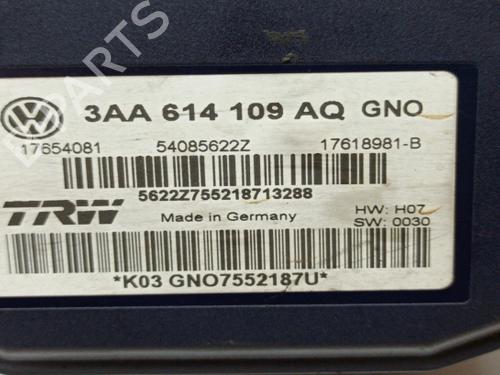 3AA 614 109 AQ GNO
17654081 54085622Z 17618981-B
5622Z755218713288
TRW Made in Germany HW: H07
SW: 0030
*K03 GNO7552187U*
B-PARTS